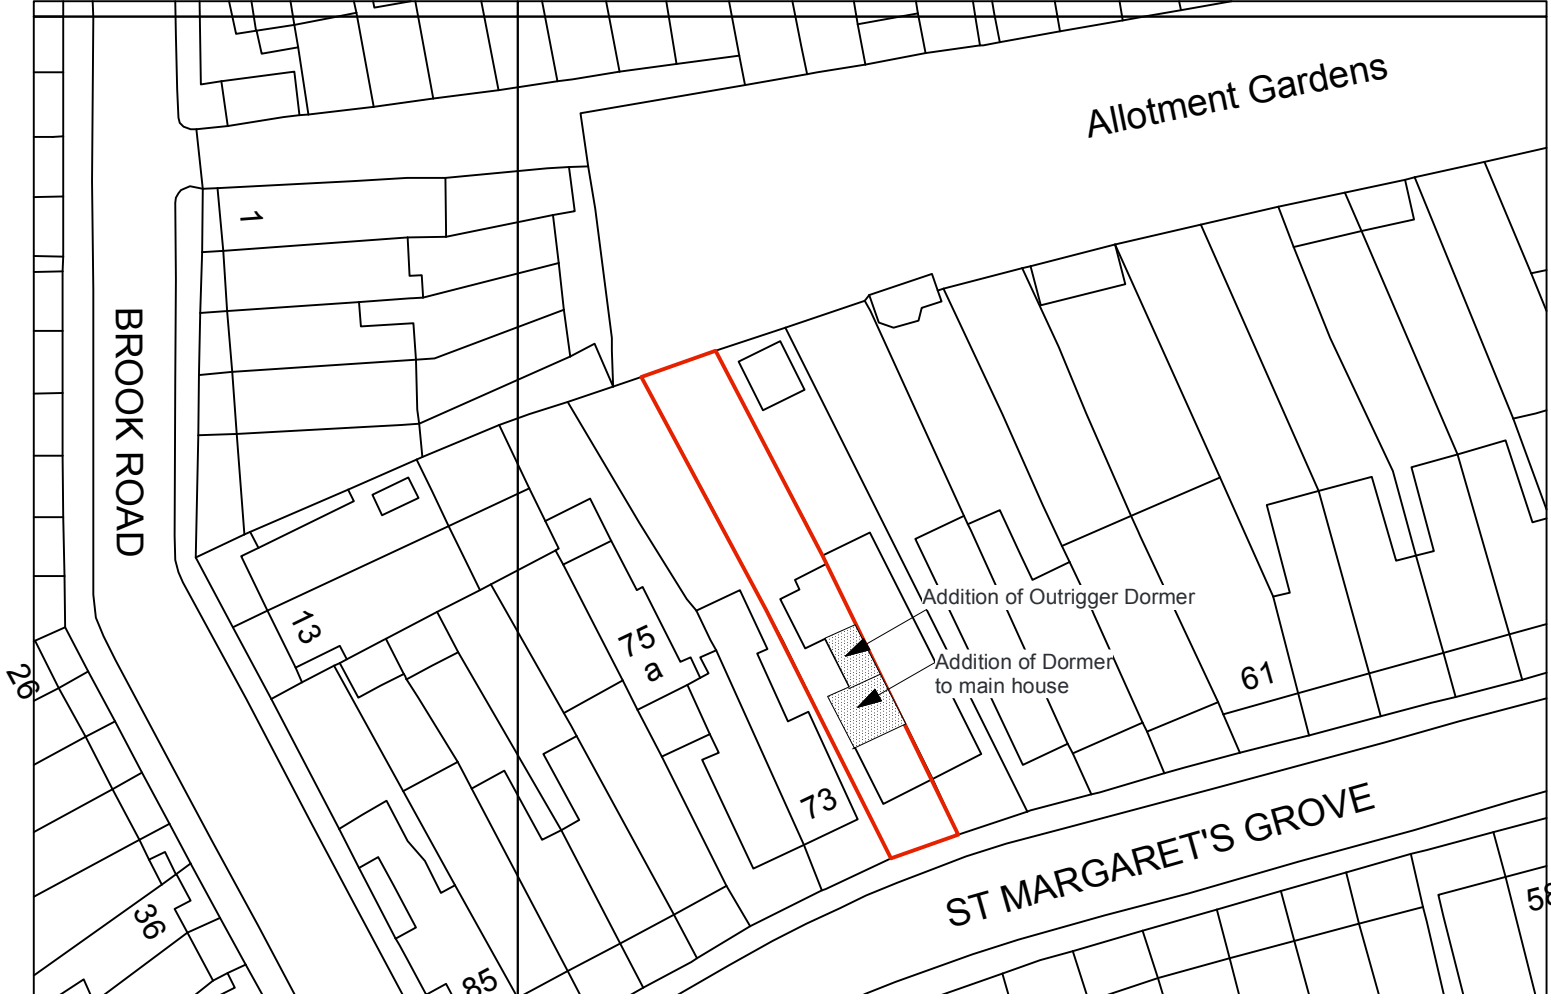 Allotment Gardens
1
BROOK ROAD
13
75
a
Addition of Outrigger Dormer
Addition of Dormer
to main house
61
26
73
ST MARGARET'S GROVE
36
58
85